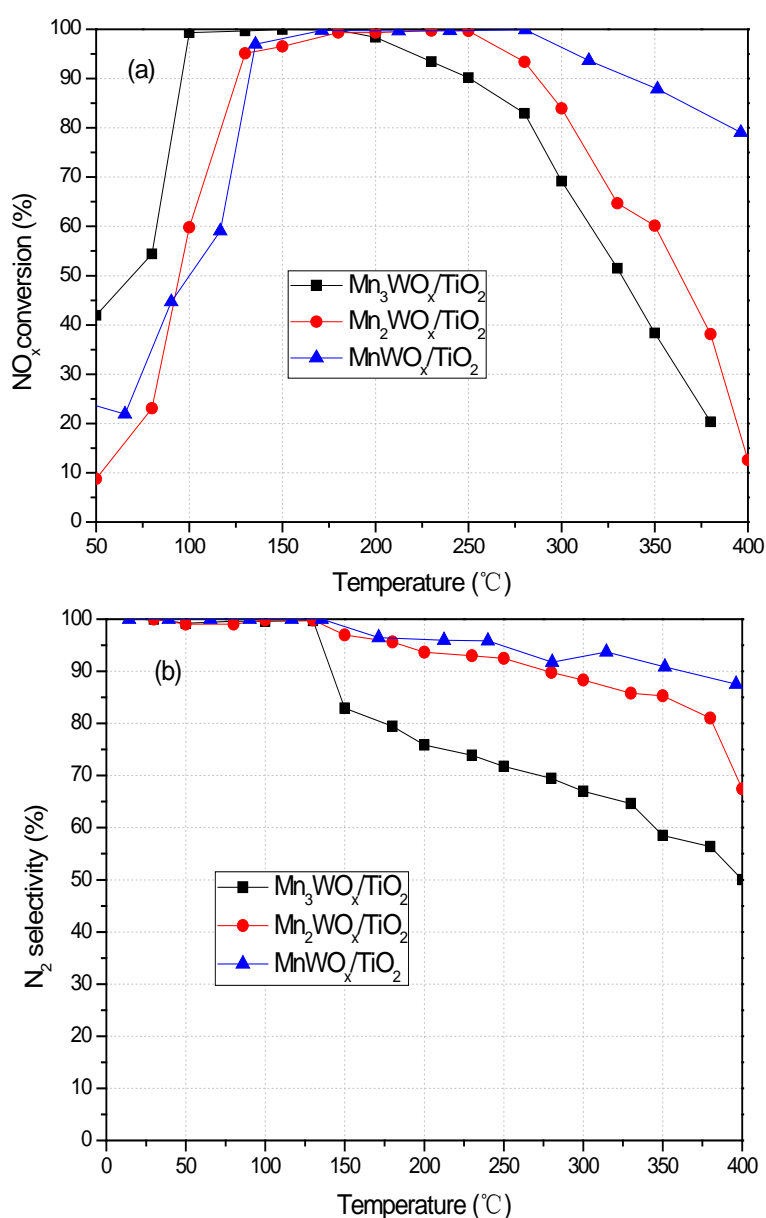 100
90
80
70
60
50
40
30
20
10
0
(a)
NOₓ conversion (%)
Mn₃WOₓ/TiO₂
Mn₂WOₓ/TiO₂
MnWOₓ/TiO₂
50 100 150 200 250 300 350 400
Temperature (℃)
100
90
80
70
60
50
40
30
20
10
0
(b)
N₂ selectivity (%)
Mn₃WOₓ/TiO₂
Mn₂WOₓ/TiO₂
MnWOₓ/TiO₂
0 50 100 150 200 250 300 350 400
Temperature (℃)